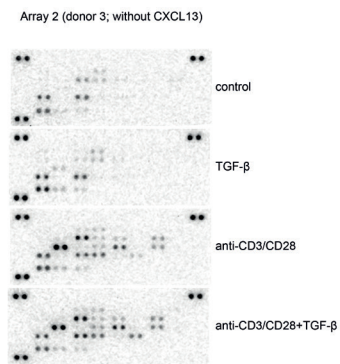 Array 2 (donor 3; without CXCL13)
control
TGF-β
anti-CD3/CD28
anti-CD3/CD28+TGF-β